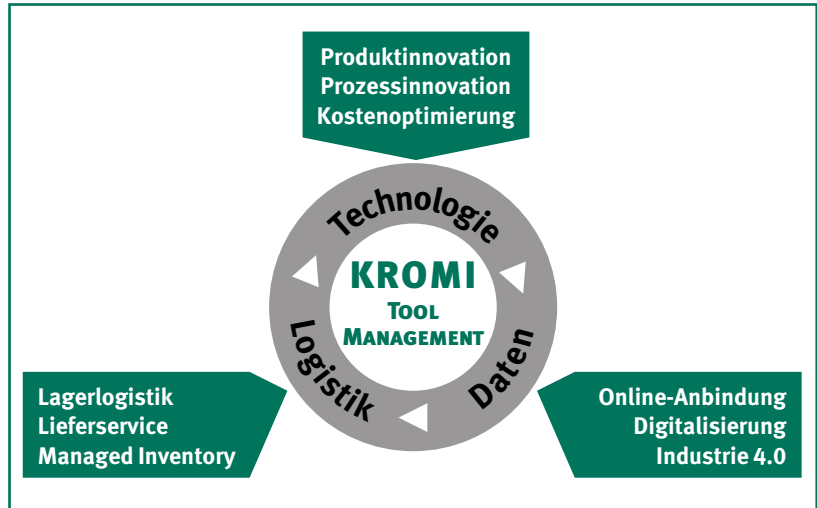 Produktinnovation
Prozessinnovation
Kostenoptimierung
Technologie
KROMI
TOOL
MANAGEMENT
Logistik
Daten
Lagerlogistik
Lieferservice
Managed Inventory
Online-Anbindung
Digitalisierung
Industrie 4.0